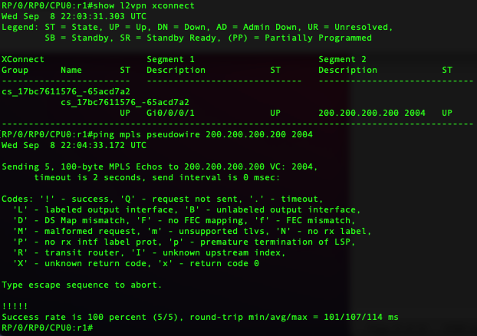 RP/0/RP0/CPU0:r1#show l2vpn xconnect
Wed Sep  8 22:03:31.303 UTC
Legend: ST = State, UP = Up, DN = Down, AD = Admin Down, UR = Unresolved,
        SB = Standby, SR = Standby Ready, (PP) = Partially Programmed

XConnect                   Segment 1                       Segment 2
Group      Name       ST   Description            ST       Description            ST
------------------------   -----------------------------   -----------------------------
cs_17bc7611576_-65acd7a2
           cs_17bc7611576_-65acd7a2
                      UP   Gi0/0/0/1              UP       200.200.200.200 2004   UP
----------------------------------------------------------------------------------------
RP/0/RP0/CPU0:r1#ping mpls pseudowire 200.200.200.200 2004
Wed Sep  8 22:04:33.172 UTC

Sending 5, 100-byte MPLS Echos to 200.200.200.200 VC: 2004,
      timeout is 2 seconds, send interval is 0 msec:

Codes: '!' - success, 'Q' - request not sent, '.' - timeout,
  'L' - labeled output interface, 'B' - unlabeled output interface,
  'D' - DS Map mismatch, 'F' - no FEC mapping, 'f' - FEC mismatch,
  'M' - malformed request, 'm' - unsupported tlvs, 'N' - no rx label,
  'P' - no rx intf label prot, 'p' - premature termination of LSP,
  'R' - transit router, 'I' - unknown upstream index,
  'X' - unknown return code, 'x' - return code 0

Type escape sequence to abort.

!!!!!
Success rate is 100 percent (5/5), round-trip min/avg/max = 101/107/114 ms
RP/0/RP0/CPU0:r1#